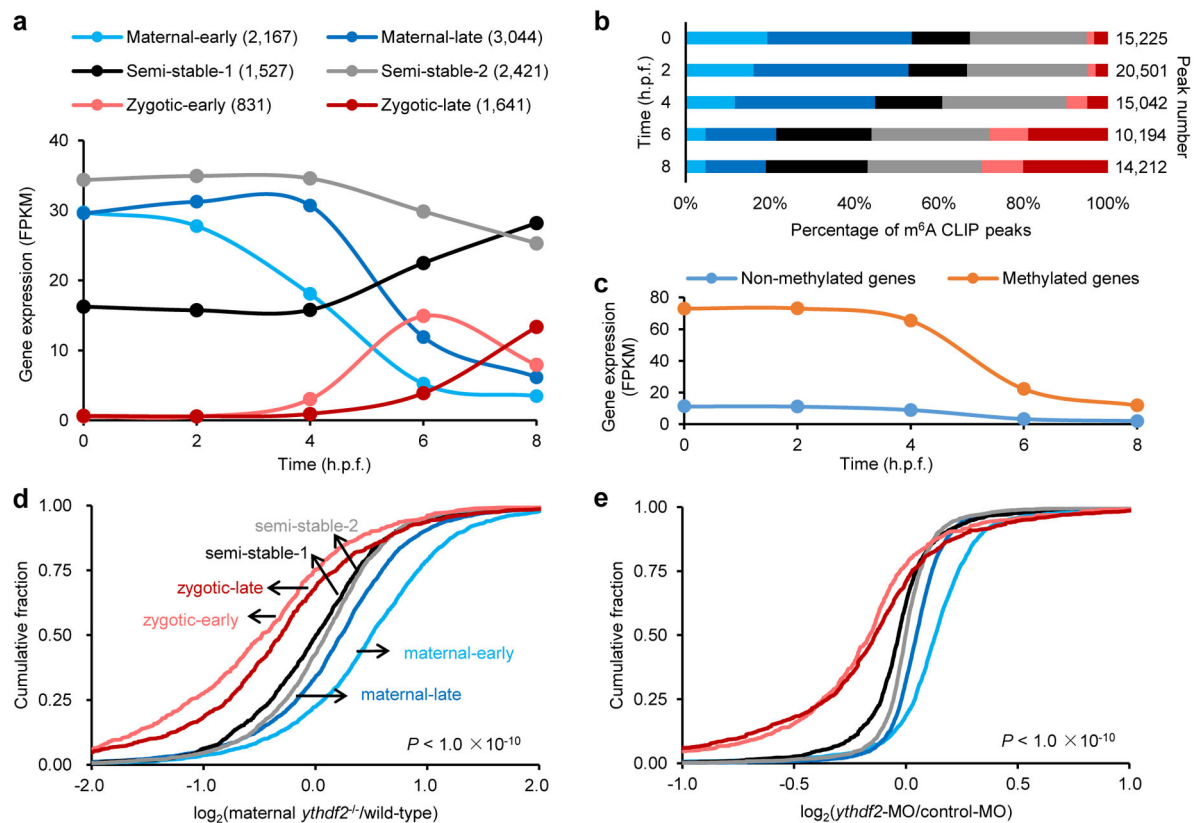 a
Maternal-early (2,167)
Maternal-late (3,044)
Semi-stable-1 (1,527)
Semi-stable-2 (2,421)
Zygotic-early (831)
Zygotic-late (1,641)
Gene expression (FPKM)
40
30
20
10
0
0 2 4 6 8
Time (h.p.f.)
b
Time (h.p.f.)
0 15,225
2 20,501
4 15,042
6 10,194
8 14,212
Peak number
0% 20% 40% 60% 80% 100%
Percentage of m⁶A CLIP peaks
c
Non-methylated genes
Methylated genes
Gene expression
(FPKM)
80
60
40
20
0
0 2 4 6 8
Time (h.p.f.)
d
Cumulative fraction
1.00
0.75
0.50
0.25
0.00
semi-stable-2
semi-stable-1
zygotic-late
zygotic-early
maternal-early
maternal-late
P < 1.0 ×10⁻¹⁰
-2.0 -1.0 0.0 1.0 2.0
log₂(maternal ythdf2⁻/⁻/wild-type)
e
Cumulative fraction
1.00
0.75
0.50
0.25
0.00
P < 1.0 ×10⁻¹⁰
-1.0 -0.5 0.0 0.5 1.0
log₂(ythdf2-MO/control-MO)